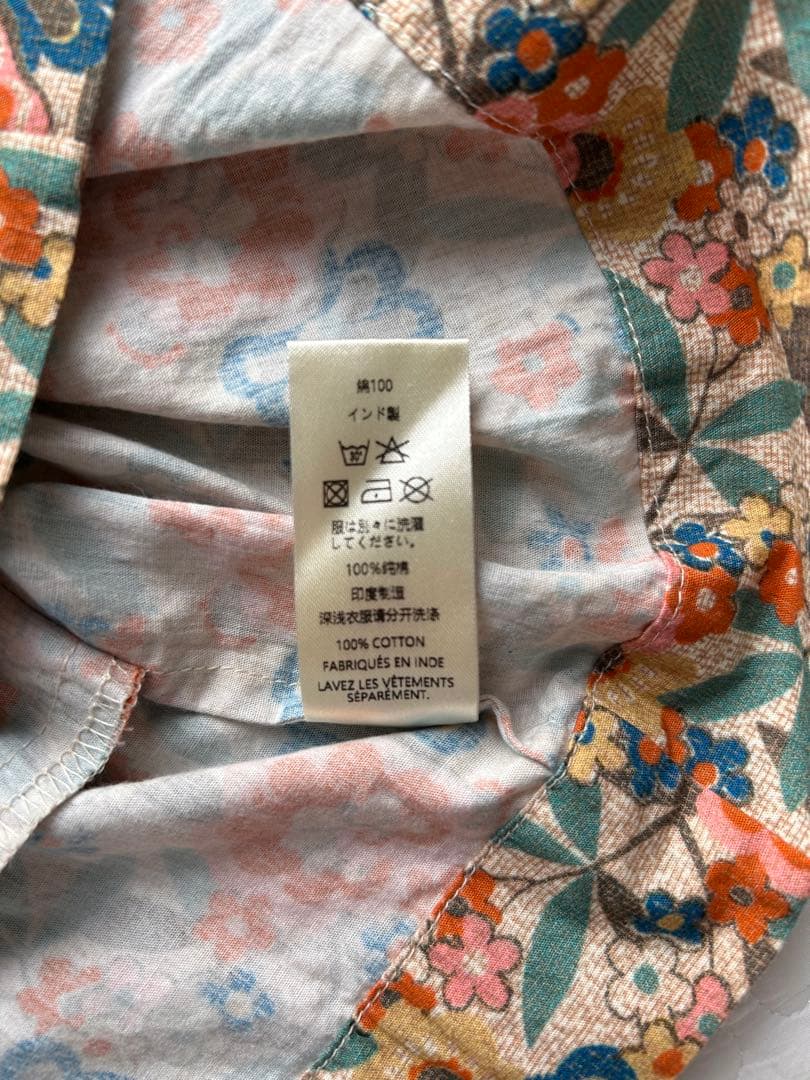 綿100
インド製
30°
服は別々に洗濯
してください。
100%纯棉
印度制造
深浅衣服请分开洗涤
100% COTTON
FABRIQUÉS EN INDE
LAVEZ LES VÊTEMENTS
SÉPARÉMENT.